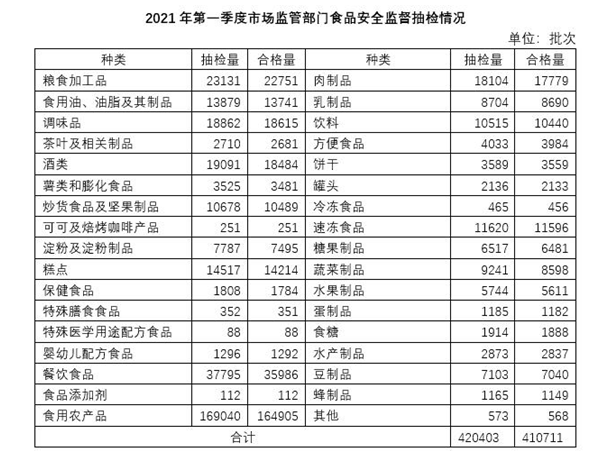 2021 年第一季度市场监管部门食品安全监督抽检情况
单位：批次
种类 抽检量 合格量 种类 抽检量 合格量
粮食加工品 23131 22751 肉制品 18104 17779
食用油、油脂及其制品 13879 13741 乳制品 8704 8690
调味品 18862 18615 饮料 10515 10440
茶叶及相关制品 2710 2681 方便食品 4033 3984
酒类 19091 18484 饼干 3589 3559
薯类和膨化食品 3525 3481 罐头 2136 2133
炒货食品及坚果制品 10678 10489 冷冻食品 465 456
可可及焙烤咖啡产品 251 251 速冻食品 11620 11596
淀粉及淀粉制品 7787 7495 糖果制品 6517 6481
糕点 14517 14214 蔬菜制品 9241 8598
保健食品 1808 1784 水果制品 5744 5611
特殊膳食食品 352 351 蛋制品 1185 1182
特殊医学用途配方食品 88 88 食糖 1914 1888
婴幼儿配方食品 1296 1292 水产制品 2873 2837
餐饮食品 37795 35986 豆制品 7103 7040
食品添加剂 112 112 蜂制品 1165 1149
食用农产品 169040 164905 其他 573 568
合计 420403 410711